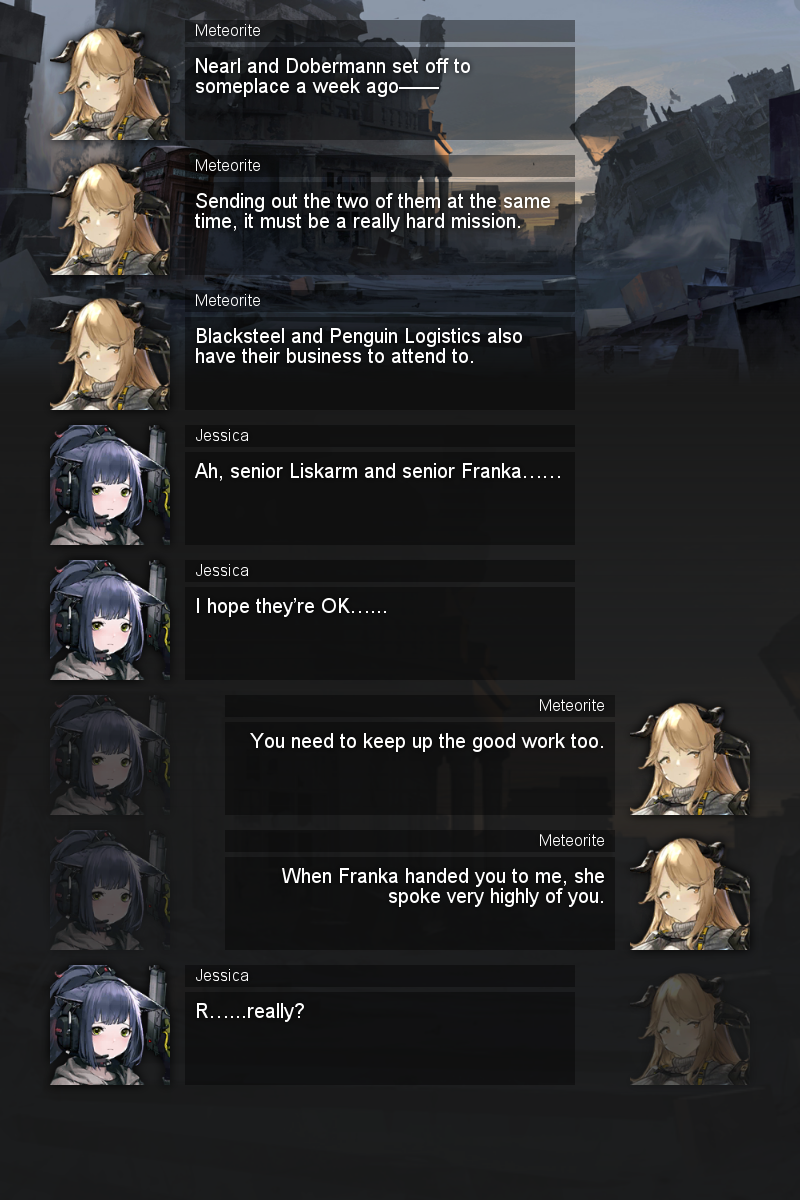 Meteorite
Nearl and Dobermann set off to
someplace a week ago——
Meteorite
Sending out the two of them at the same
time, it must be a really hard mission.
Meteorite
Blacksteel and Penguin Logistics also
have their business to attend to.
Jessica
Ah, senior Liskarm and senior Franka……
Jessica
I hope they’re OK……
Meteorite
You need to keep up the good work too.
Meteorite
When Franka handed you to me, she
spoke very highly of you.
Jessica
R……really?